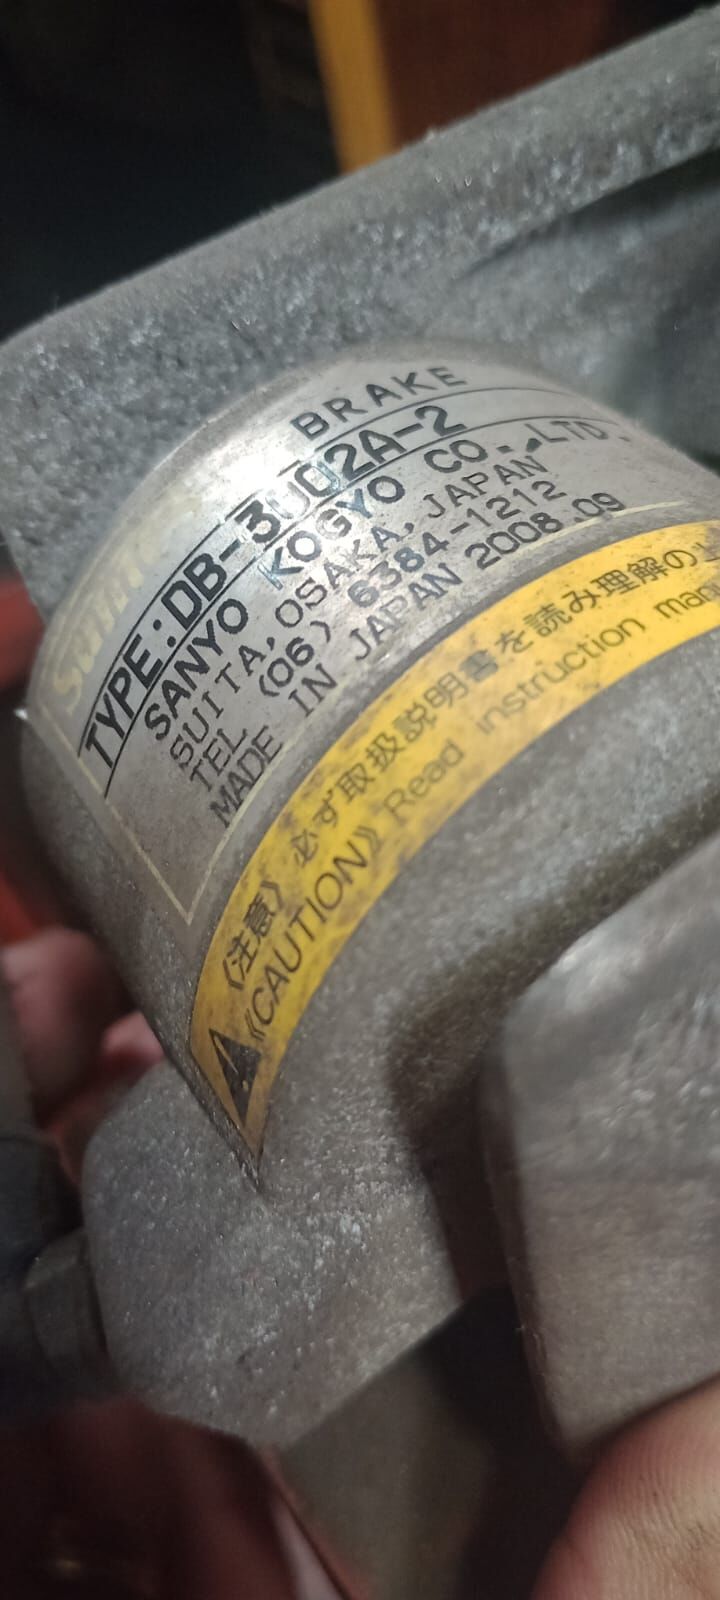 BRAKE
TYPE:DB-3002A-2
SANYO KOGYO CO.,LTD.
SUITA,OSAKA,JAPAN
TEL (06) 6384-1212
MADE IN JAPAN 2008.09
《注意》必ず取扱説明書を読み理解の
《CAUTION》Read instruction